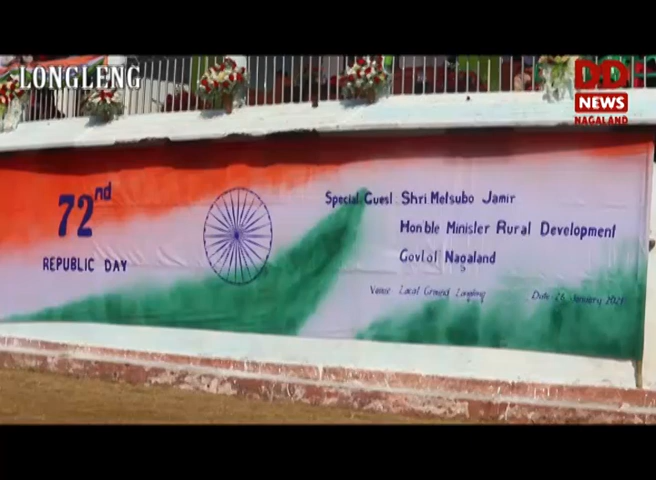 LONGLENG
DD
NEWS
NAGALAND
72nd
REPUBLIC DAY
Special Guest Shri Metsubo Jamir
Hon'ble Minister Rural Development
Govt of Nagaland
Venue: Local Ground Longleng
Date: 26 January 2021